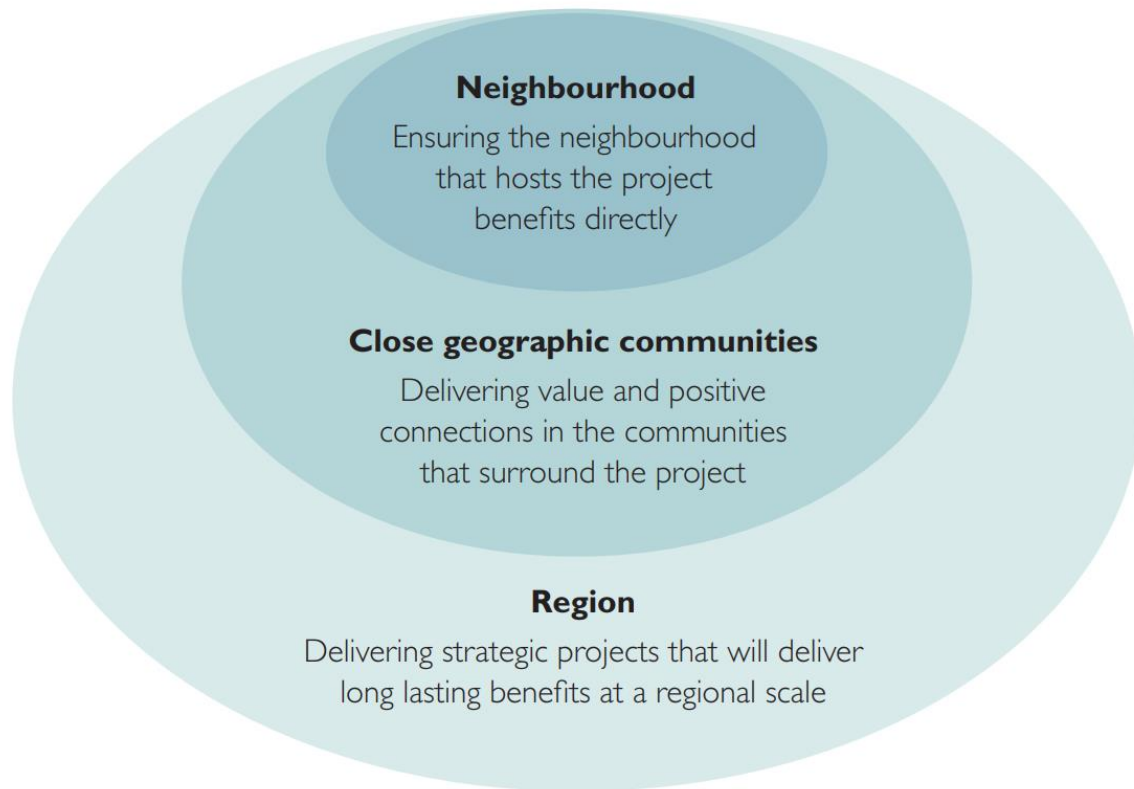 Neighbourhood
Ensuring the neighbourhood
that hosts the project
benefits directly
Close geographic communities
Delivering value and positive
connections in the communities
that surround the project
Region
Delivering strategic projects that will deliver
long lasting benefits at a regional scale